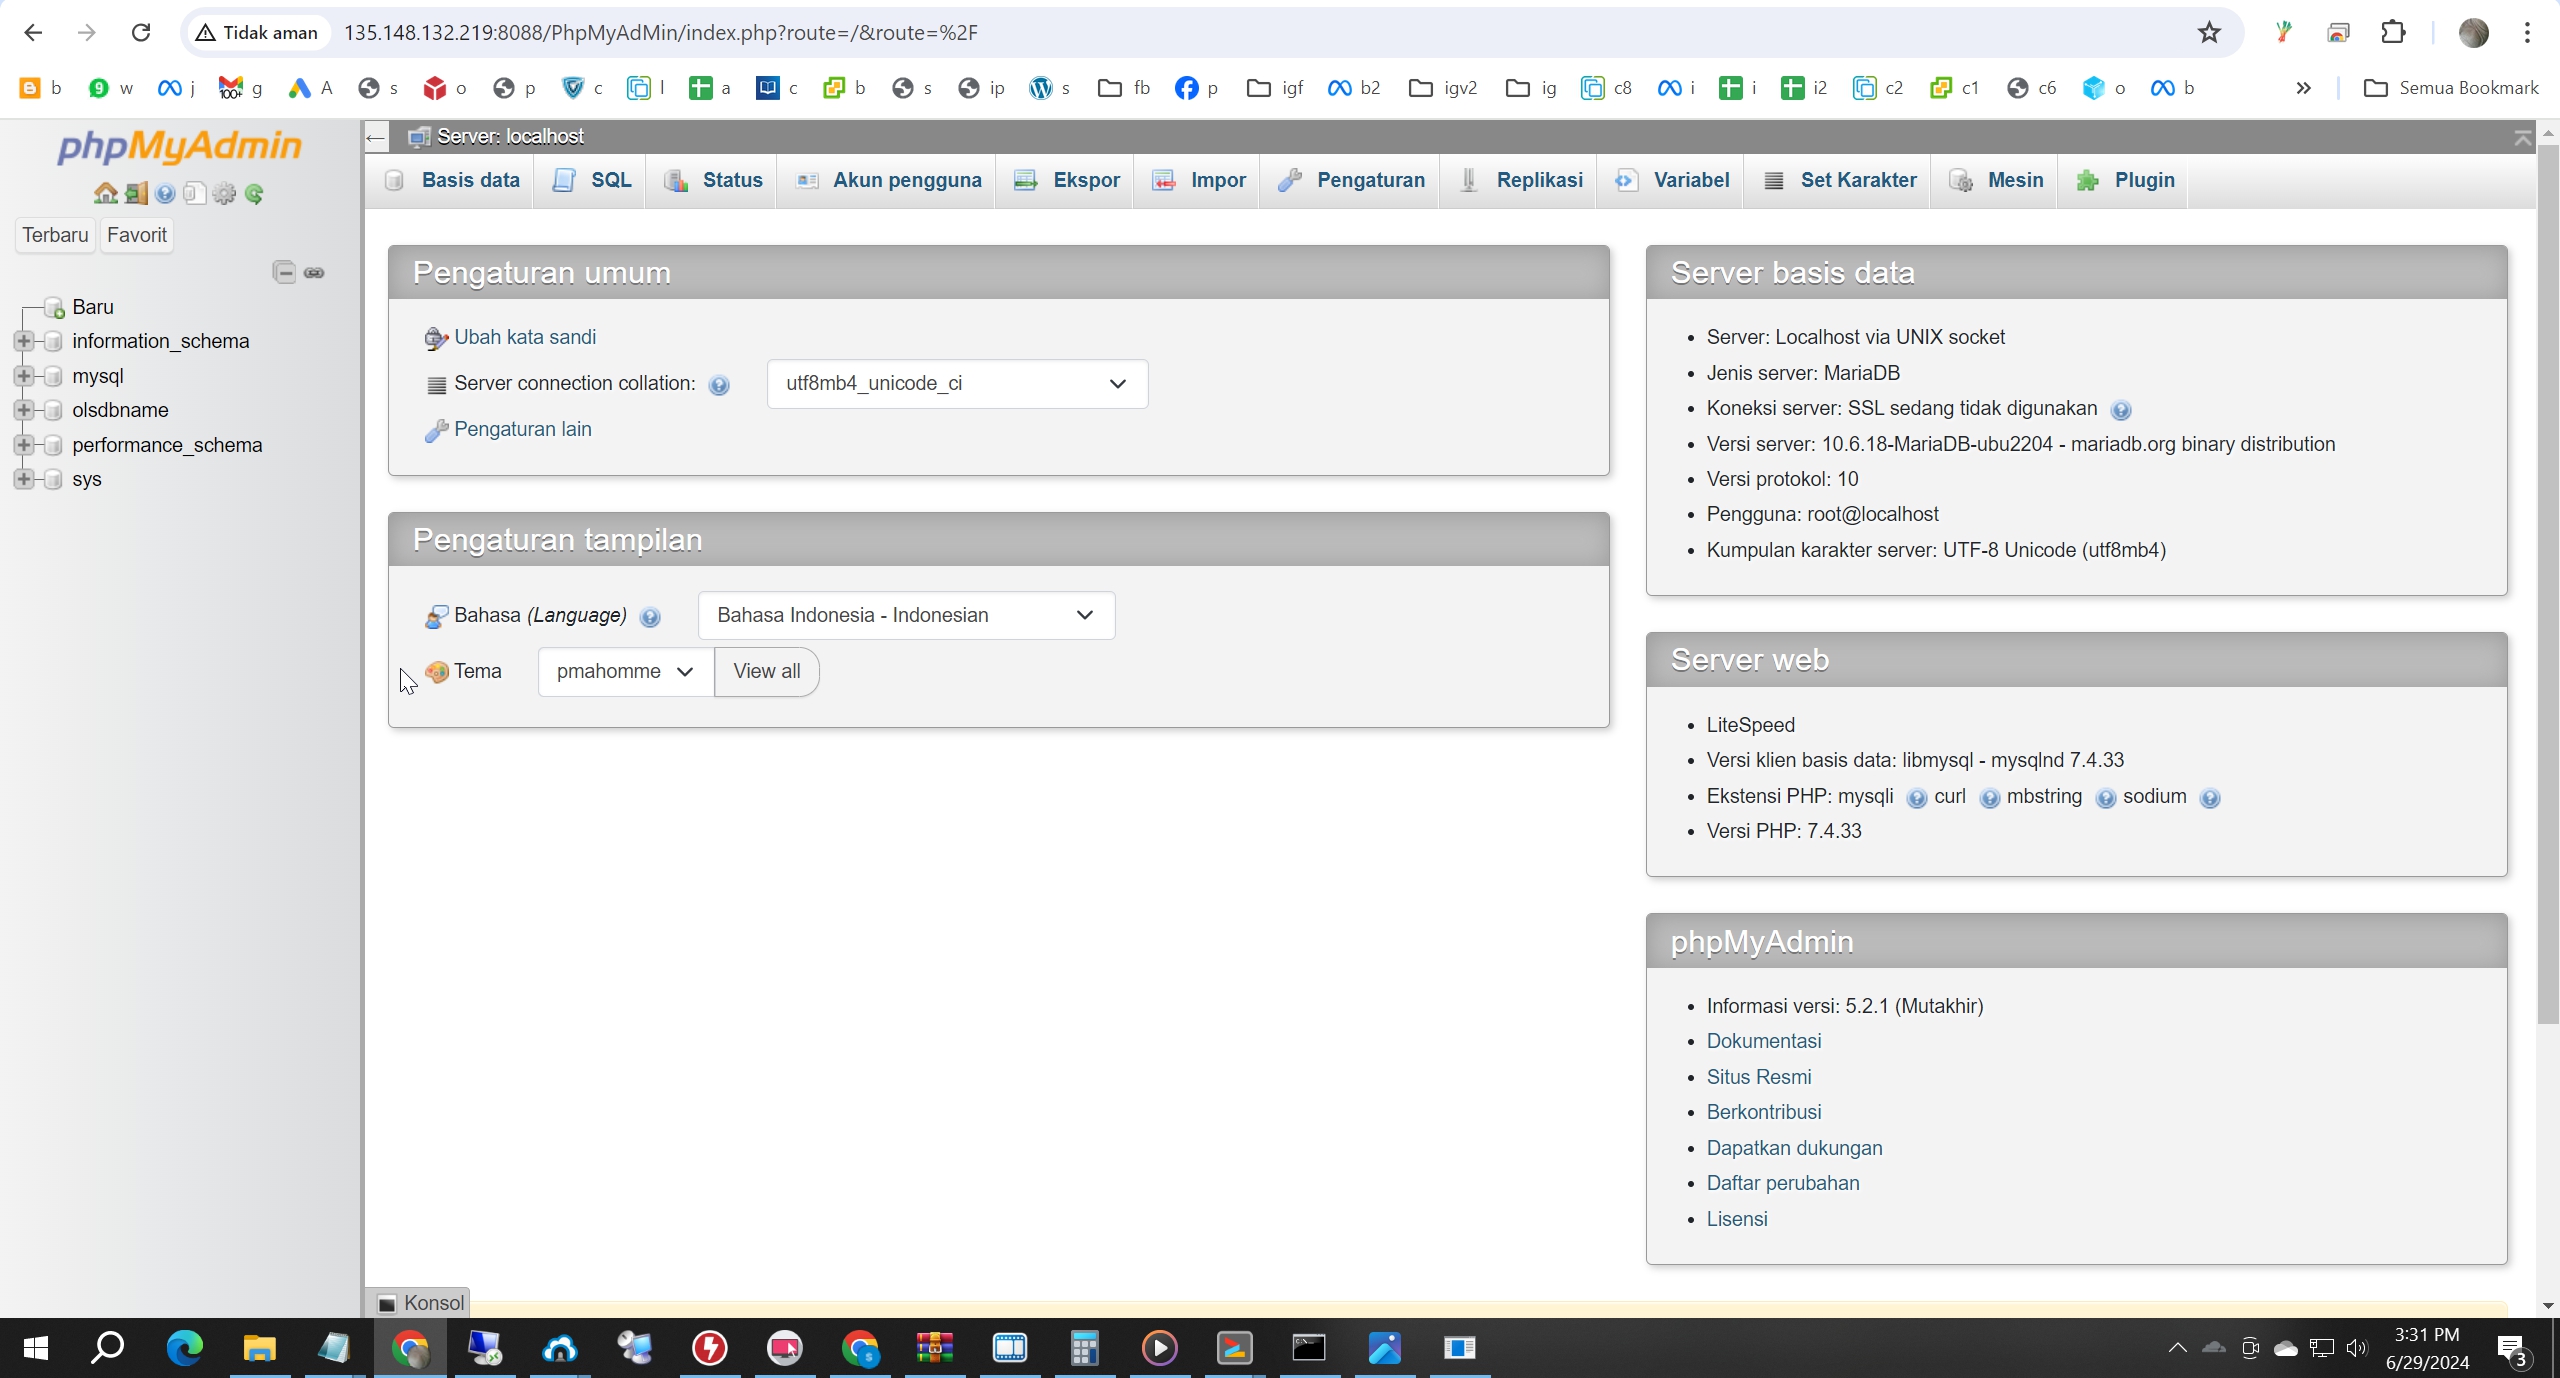 Tidak aman
135.148.132.219:8088/PhpMyAdMin/index.php?route=/&route=%2F
b w j 100+ g A s o p c l a c b s ip s fb p igf b2 igv2 ig c8 i i i2 c2 c1 c6 o b » Semua Bookmark
phpMyAdmin
Terbaru Favorit
Baru
information_schema
mysql
olsdbname
performance_schema
sys
Server: localhost
Basis data SQL Status Akun pengguna Ekspor Impor Pengaturan Replikasi Variabel Set Karakter Mesin Plugin
Pengaturan umum
Ubah kata sandi
Server connection collation: utf8mb4_unicode_ci
Pengaturan lain
Pengaturan tampilan
Bahasa (Language) Bahasa Indonesia - Indonesian
Tema pmahomme View all
Server basis data
Server: Localhost via UNIX socket
Jenis server: MariaDB
Koneksi server: SSL sedang tidak digunakan
Versi server: 10.6.18-MariaDB-ubu2204 - mariadb.org binary distribution
Versi protokol: 10
Pengguna: root@localhost
Kumpulan karakter server: UTF-8 Unicode (utf8mb4)
Server web
LiteSpeed
Versi klien basis data: libmysql - mysqlnd 7.4.33
Ekstensi PHP: mysqli curl mbstring sodium
Versi PHP: 7.4.33
phpMyAdmin
Informasi versi: 5.2.1 (Mutakhir)
Dokumentasi
Situs Resmi
Berkontribusi
Dapatkan dukungan
Daftar perubahan
Lisensi
Konsol
3:31 PM
6/29/2024
3